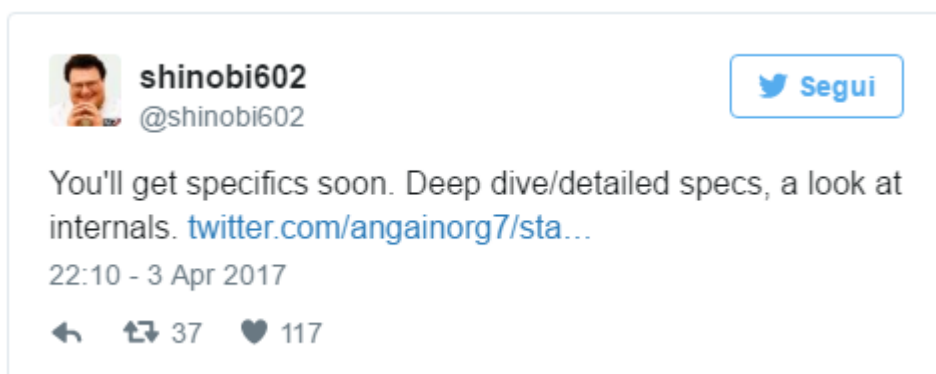 shinobi602
@shinobi602
Segui
You'll get specifics soon. Deep dive/detailed specs, a look at
internals. twitter.com/angainorg7/sta…
22:10 - 3 Apr 2017
37 117